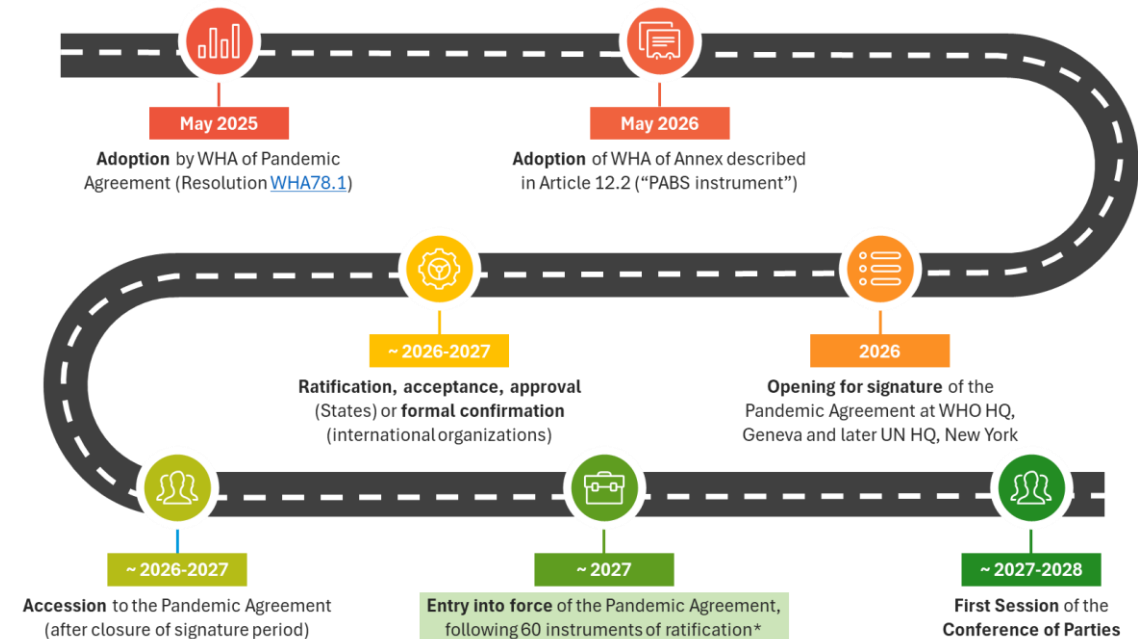 May 2025
Adoption by WHA of Pandemic
Agreement (Resolution WHA78.1)
May 2026
Adoption of WHA of Annex described
in Article 12.2 (“PABS instrument”)
~ 2026-2027
Ratification, acceptance, approval
(States) or formal confirmation
(international organizations)
2026
Opening for signature of the
Pandemic Agreement at WHO HQ,
Geneva and later UN HQ, New York
~ 2026-2027
Accession to the Pandemic Agreement
(after closure of signature period)
~ 2027
Entry into force of the Pandemic Agreement,
following 60 instruments of ratification*
~ 2027-2028
First Session of the
Conference of Parties